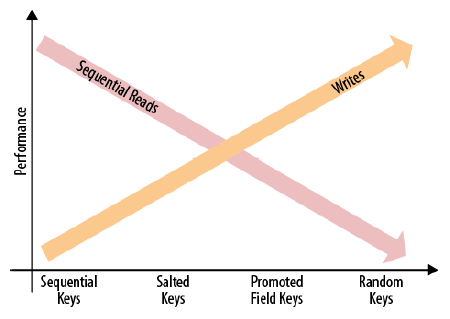 Sequential Reads
Writes
Performance
Sequential
Keys
Salted
Keys
Promoted
Field Keys
Random
Keys